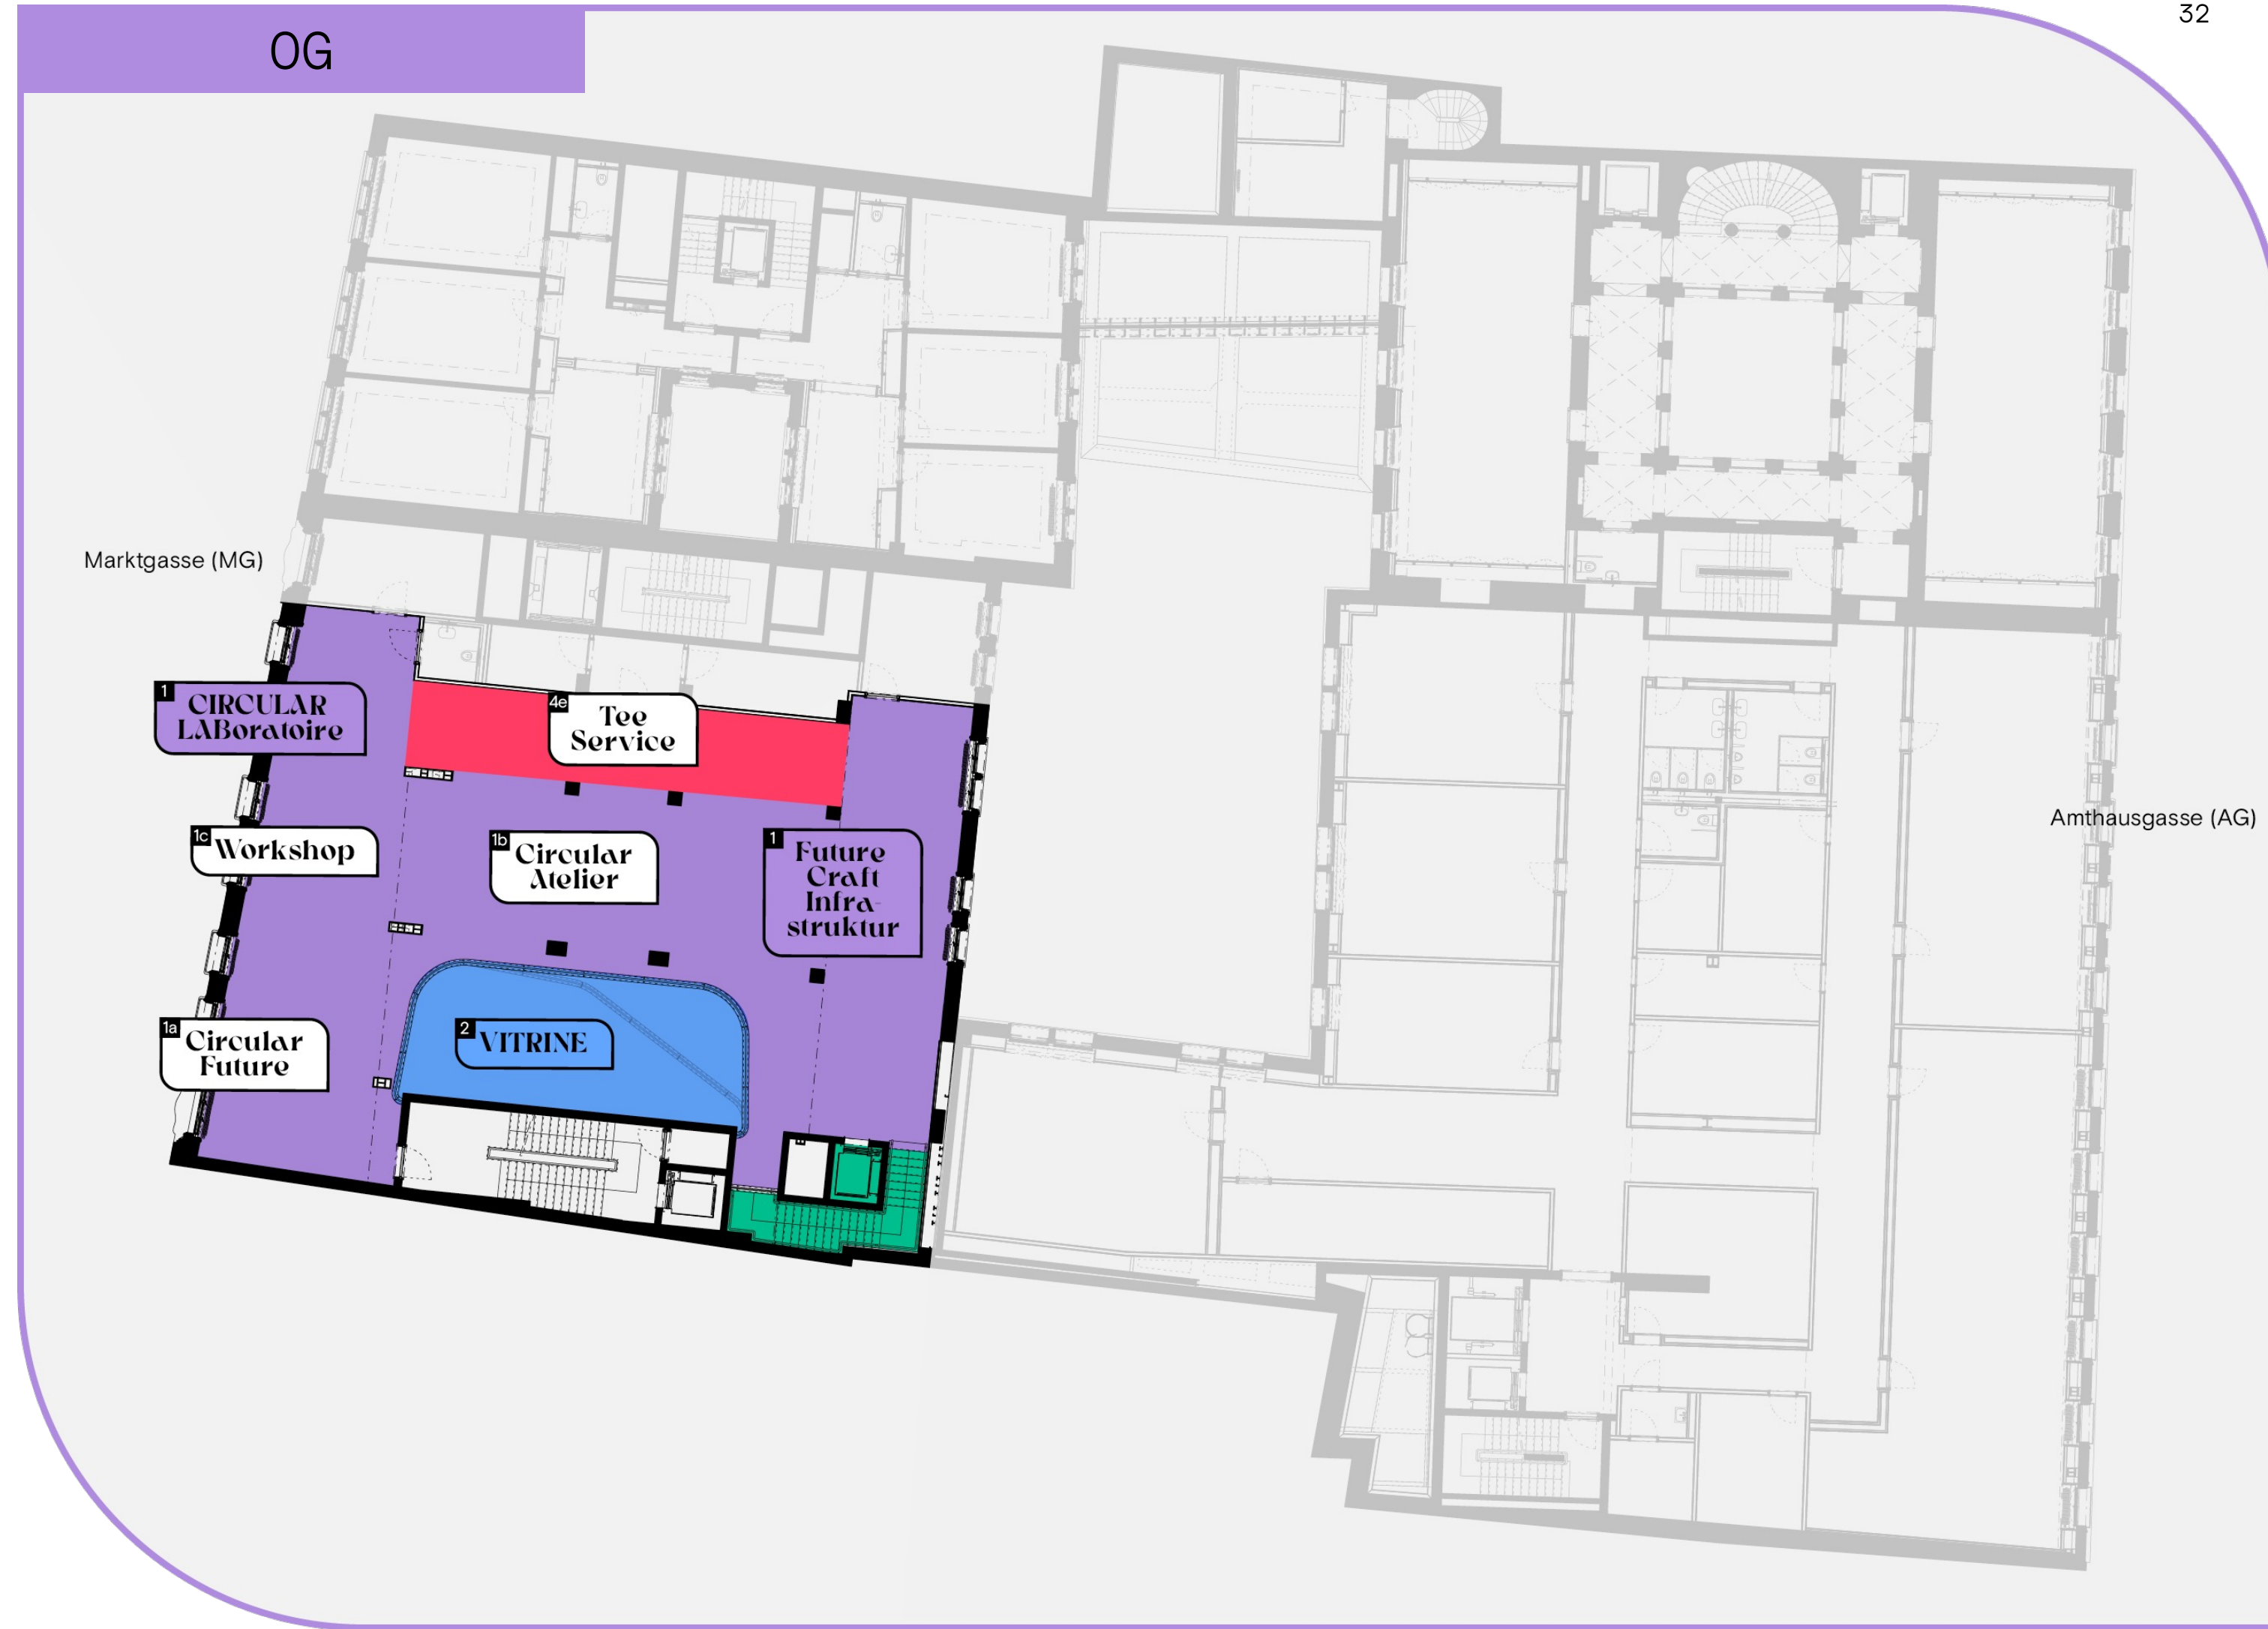 32
OG
Marktgasse (MG)
1
CIRCULAR
LABoratoire
4e
Tee
Service
1c
Workshop
1b
Circular
Atelier
1
Future
Craft
Infra-
struktur
Amthausgasse (AG)
1a
Circular
Future
2
VITRINE